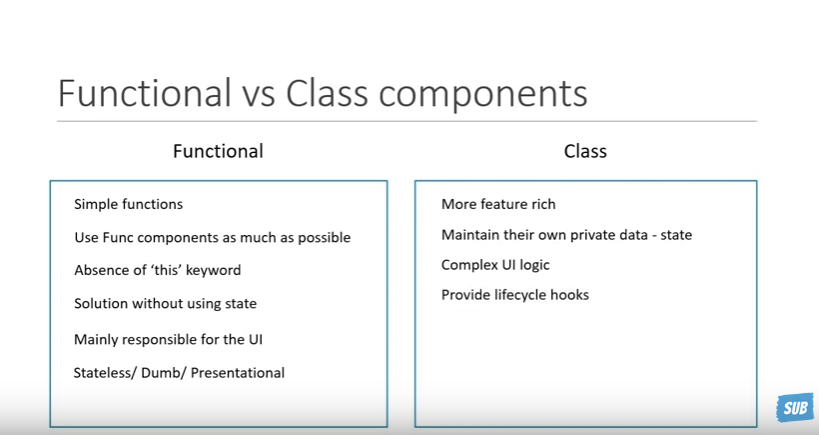 Functional vs Class components
Functional
Simple functions
Use Func components as much as possible
Absence of ‘this’ keyword
Solution without using state
Mainly responsible for the UI
Stateless/ Dumb/ Presentational
Class
More feature rich
Maintain their own private data - state
Complex UI logic
Provide lifecycle hooks
SUB